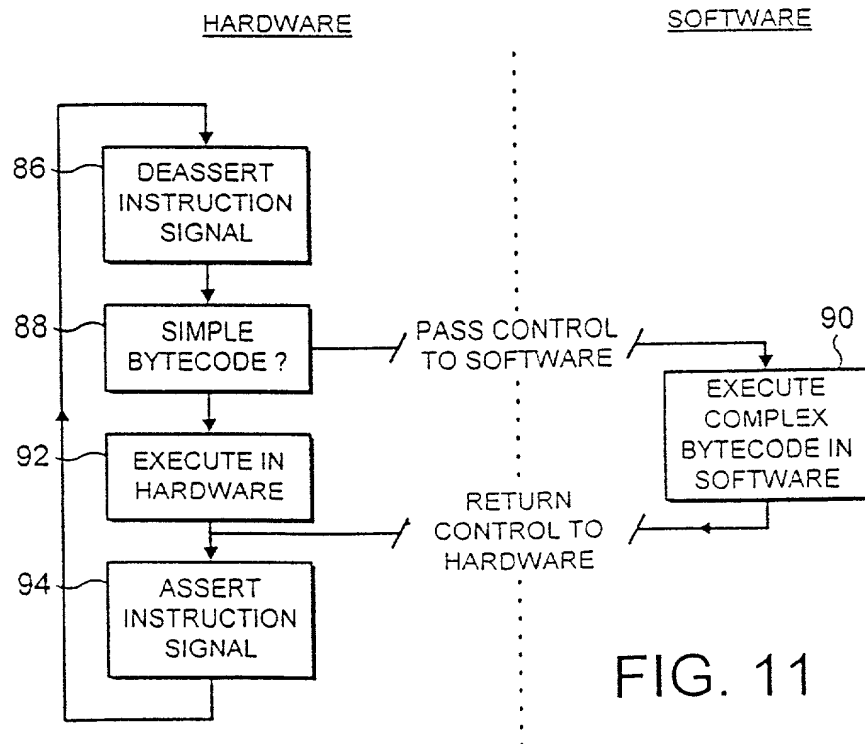 HARDWARE
SOFTWARE
86
DEASSERT
INSTRUCTION
SIGNAL
88
SIMPLE
BYTECODE ?
PASS CONTROL
TO SOFTWARE
90
EXECUTE
COMPLEX
BYTECODE IN
SOFTWARE
92
EXECUTE IN
HARDWARE
RETURN
CONTROL TO
HARDWARE
94
ASSERT
INSTRUCTION
SIGNAL
FIG. 11